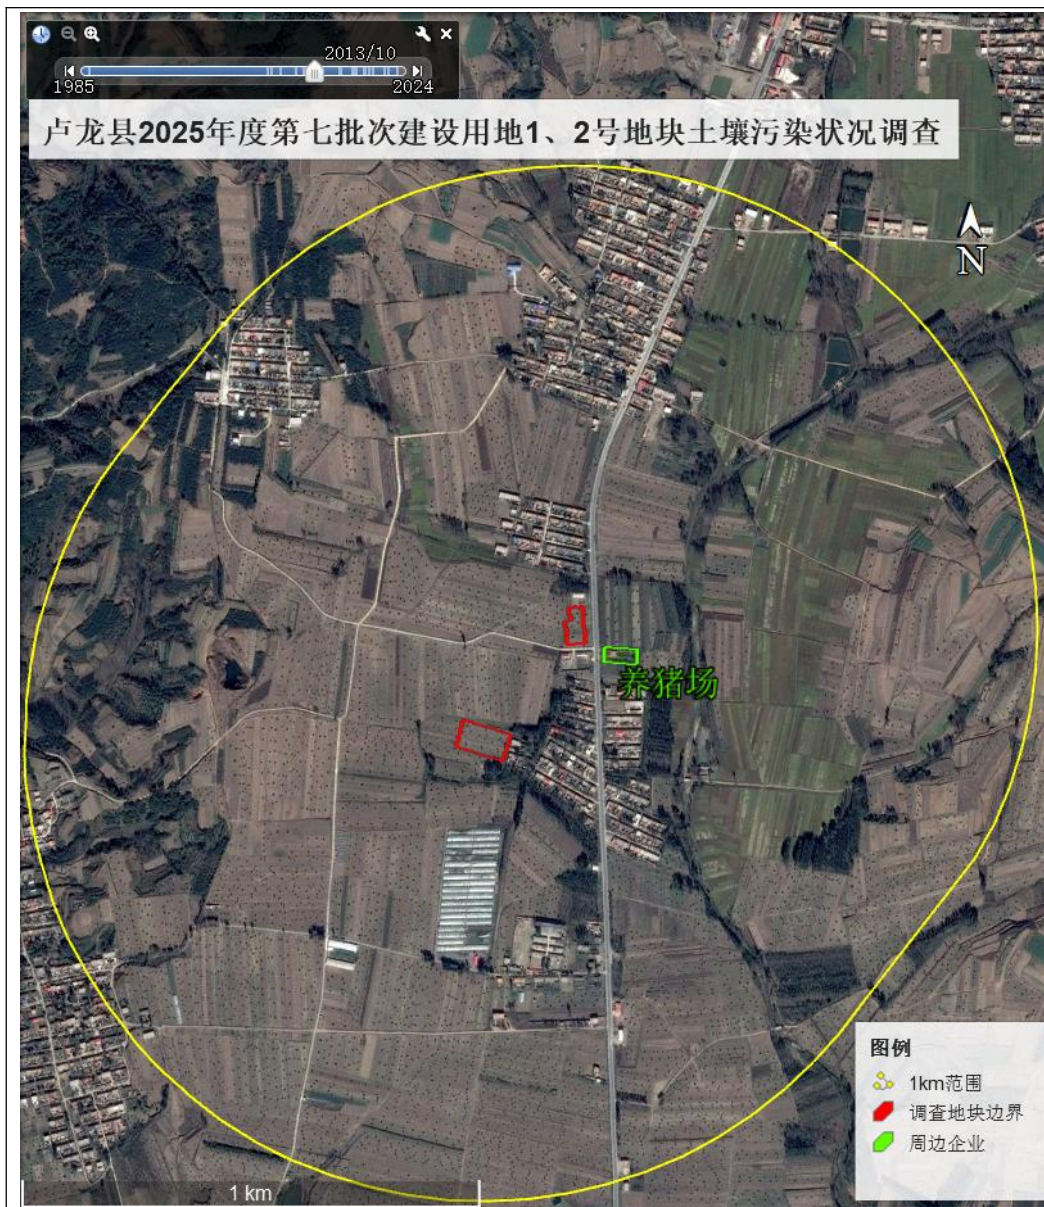 2013/10
1985
2024
卢龙县2025年度第七批次建设用地1、2号地块土壤污染状况调查
N
养猪场
图例
1km范围
调查地块边界
周边企业
1 km